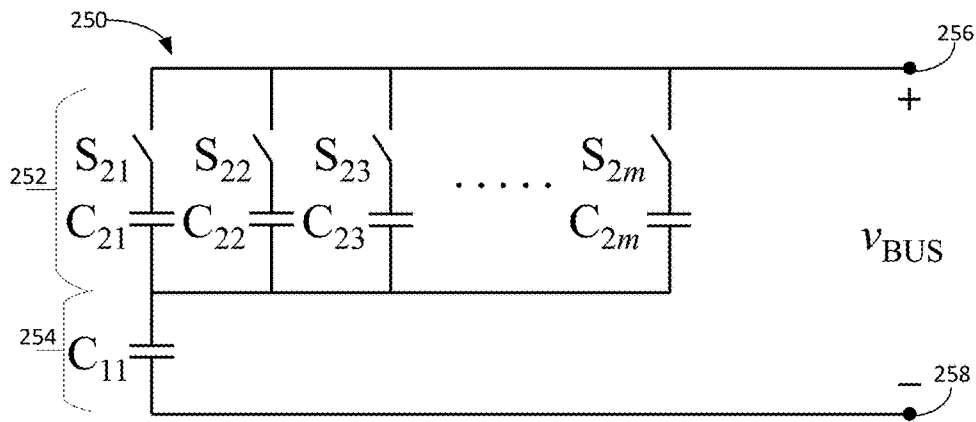 250
256
+
252
S21
S22
S23
.....
S2m
C21
C22
C23
C2m
vBUS
254
C11
−
258